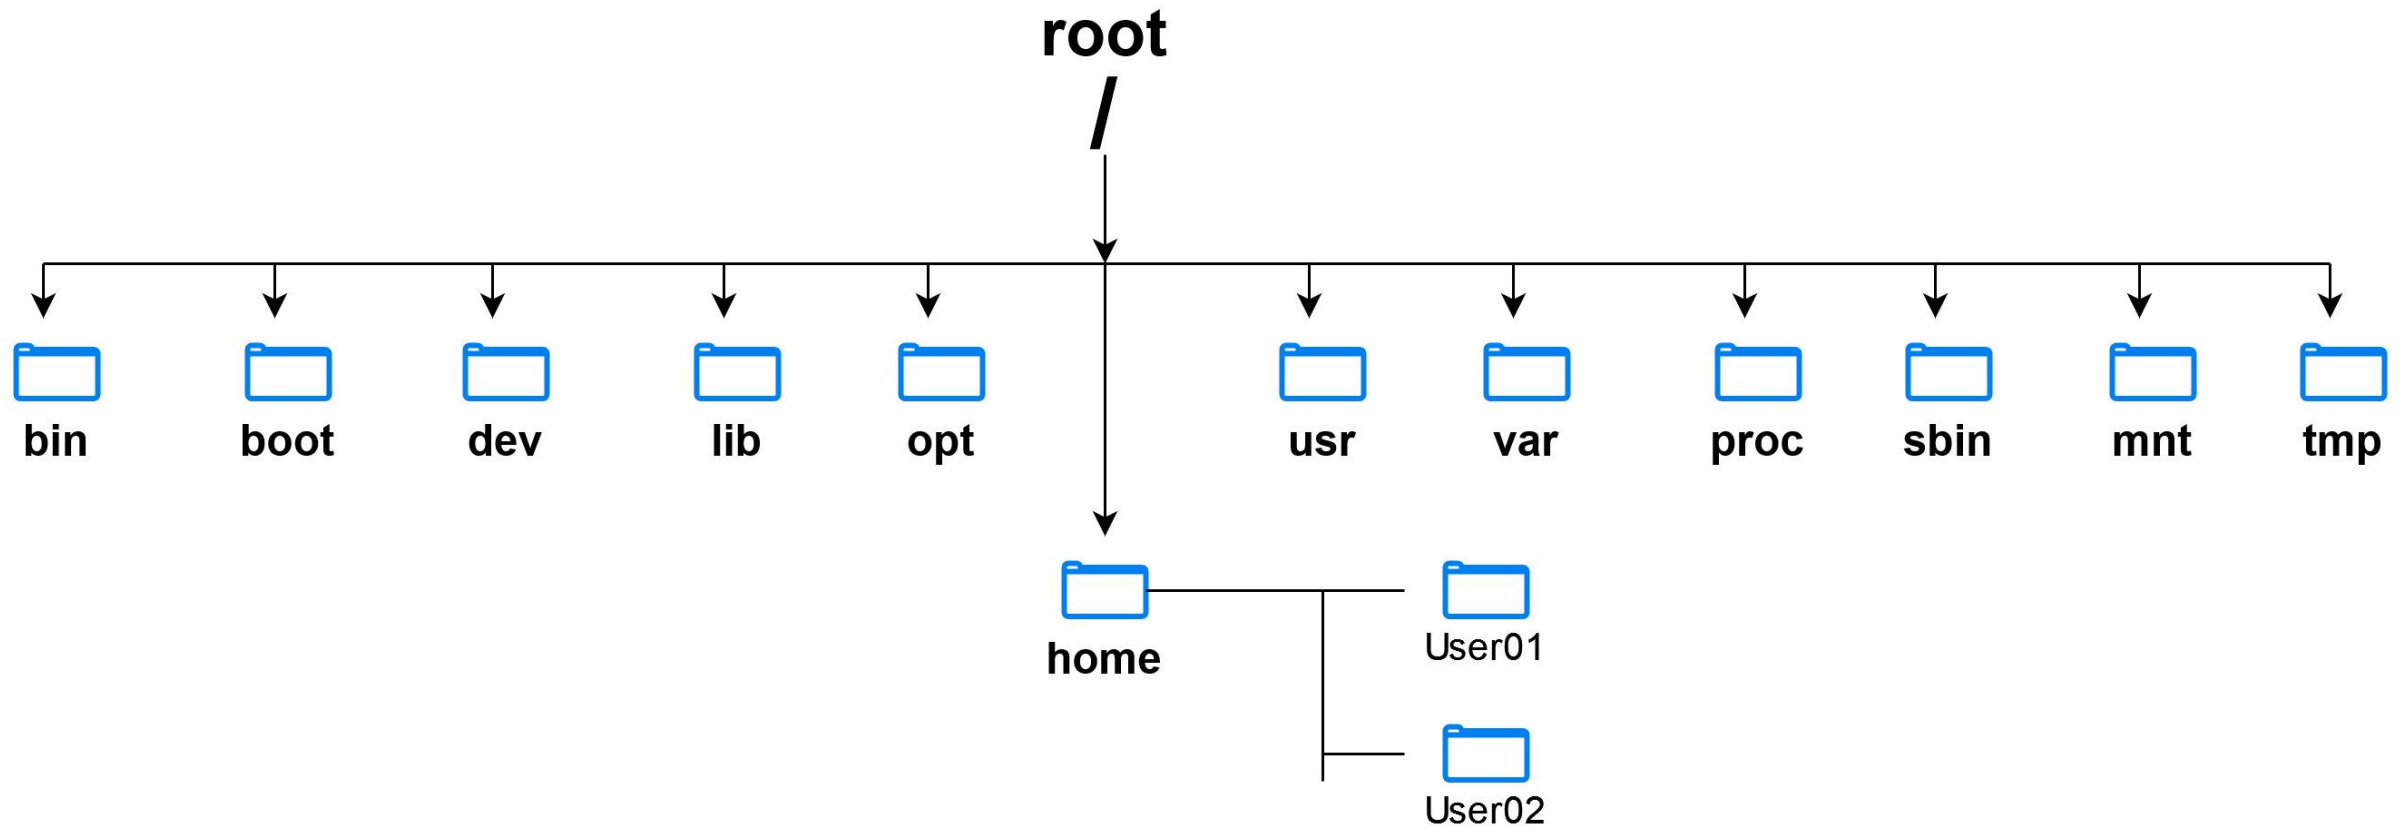 root
/
bin
boot
dev
lib
opt
usr
var
proc
sbin
mnt
tmp
home
User01
User02